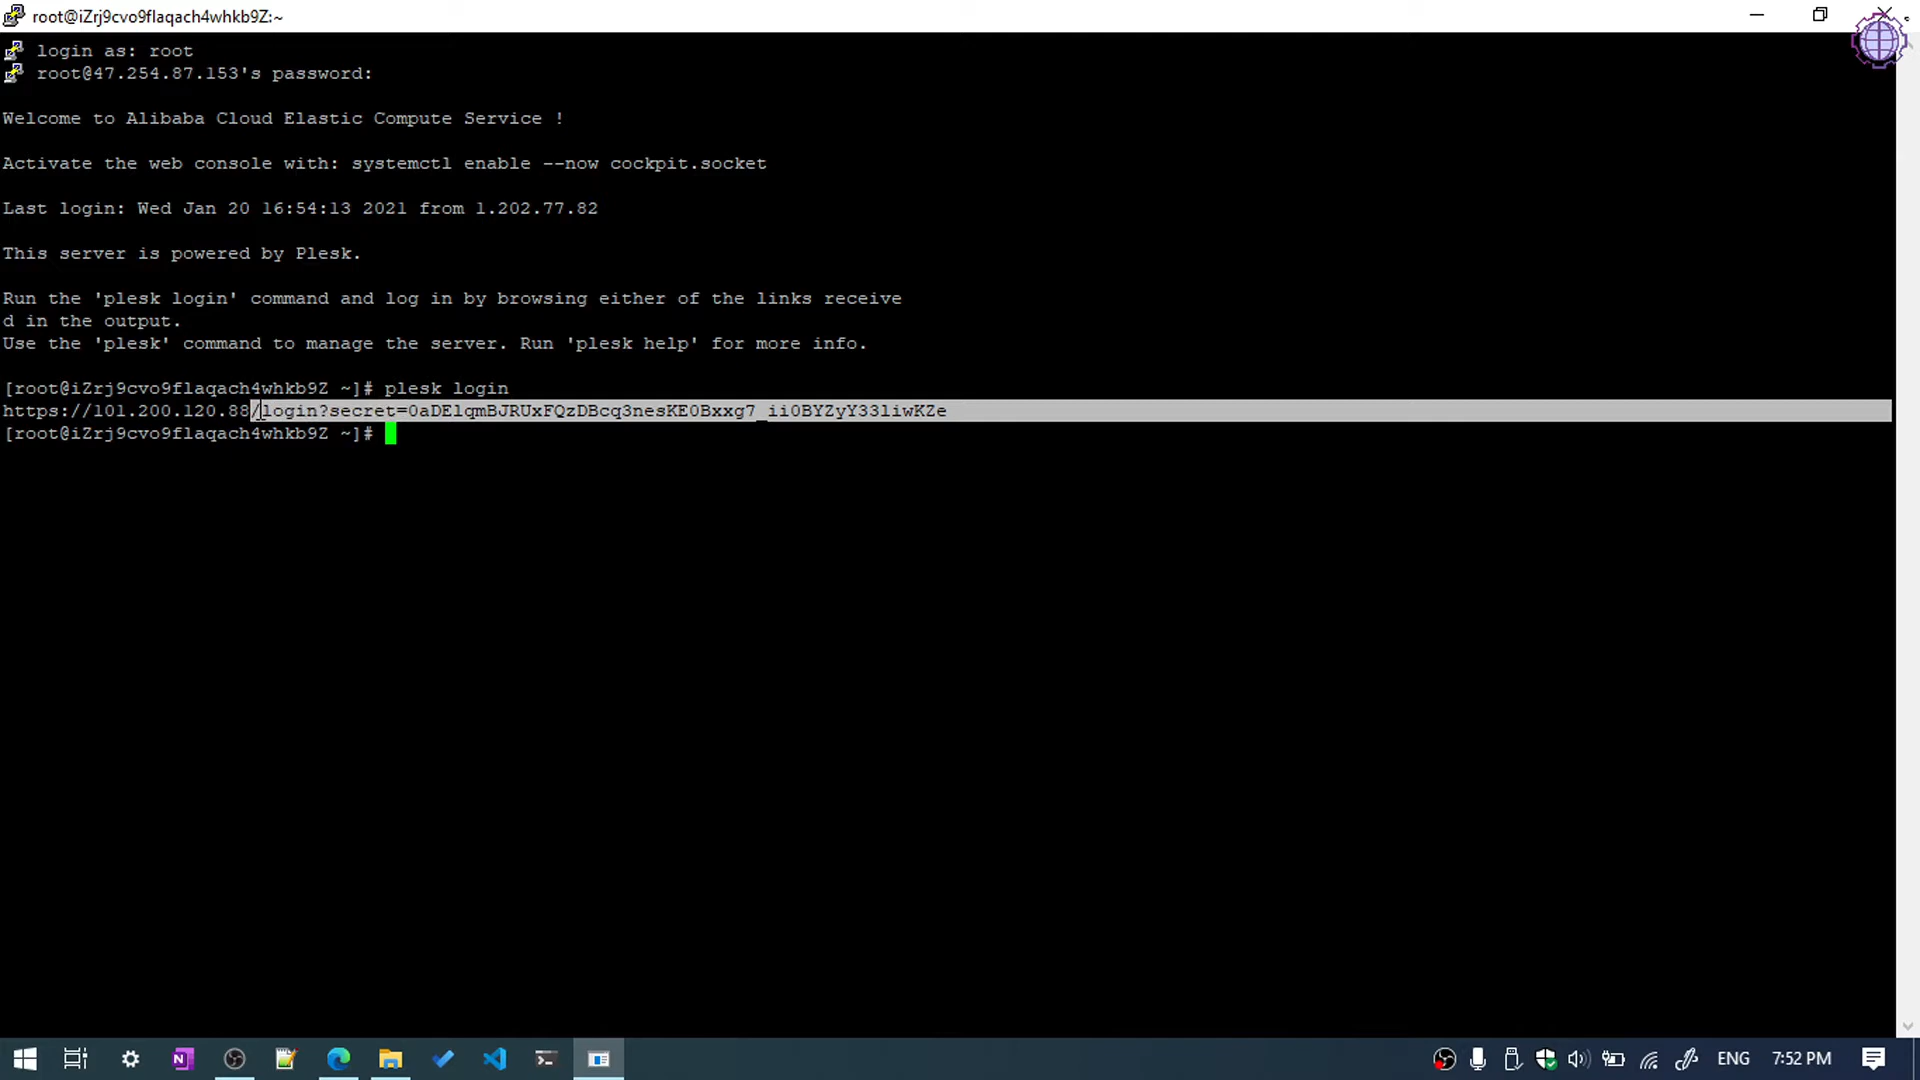 root@iZrj9cvo9flaqach4whkb9Z:~
login as: root
root@47.254.87.153's password:
Welcome to Alibaba Cloud Elastic Compute Service !
Activate the web console with: systemctl enable --now cockpit.socket
Last login: Wed Jan 20 16:54:13 2021 from 1.202.77.82
This server is powered by Plesk.
Run the 'plesk login' command and log in by browsing either of the links receive
d in the output.
Use the 'plesk' command to manage the server. Run 'plesk help' for more info.
[root@iZrj9cvo9flaqach4whkb9Z ~]# plesk login
https://101.200.120.88/login?secret=0aDElqmBJRUxFQzDBcq3nesKE0Bxxg7_ii0BYZyY33liwKZe
[root@iZrj9cvo9flaqach4whkb9Z ~]#
ENG
7:52 PM